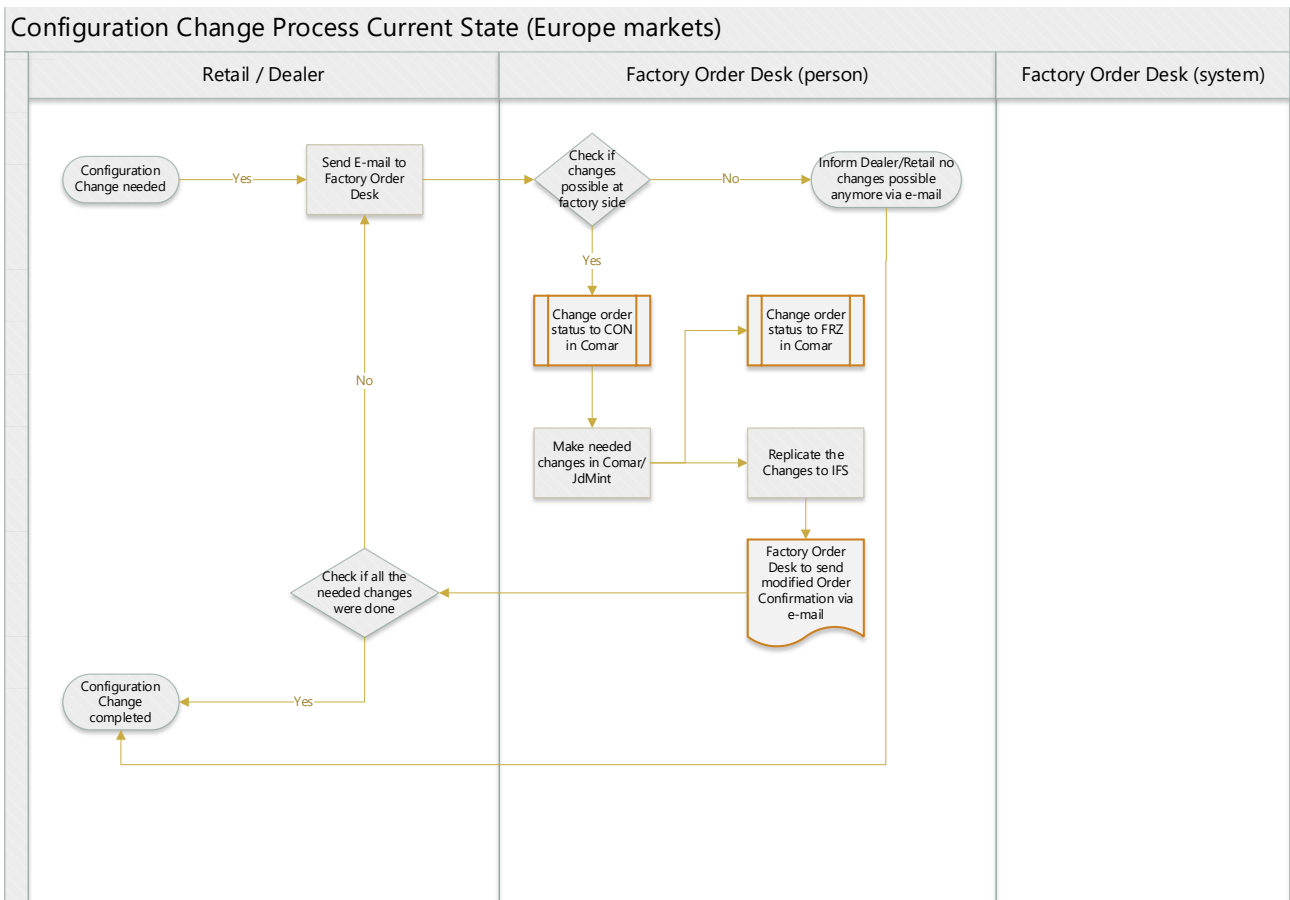 Configuration Change Process Current State (Europe markets)
Retail / Dealer
Factory Order Desk (person)
Factory Order Desk (system)
Configuration
Change needed
Yes
Send E-mail to
Factory Order
Desk
Check if
changes
possible at
factory side
No
Inform Dealer/Retail no
changes possible
anymore via e-mail
Yes
Change order
status to CON
in Comar
Change order
status to FRZ
in Comar
No
Make needed
changes in Comar/
JdMint
Replicate the
Changes to IFS
Factory Order
Desk to send
modified Order
Confirmation via
e-mail
Check if all the
needed changes
were done
Configuration
Change
completed
Yes